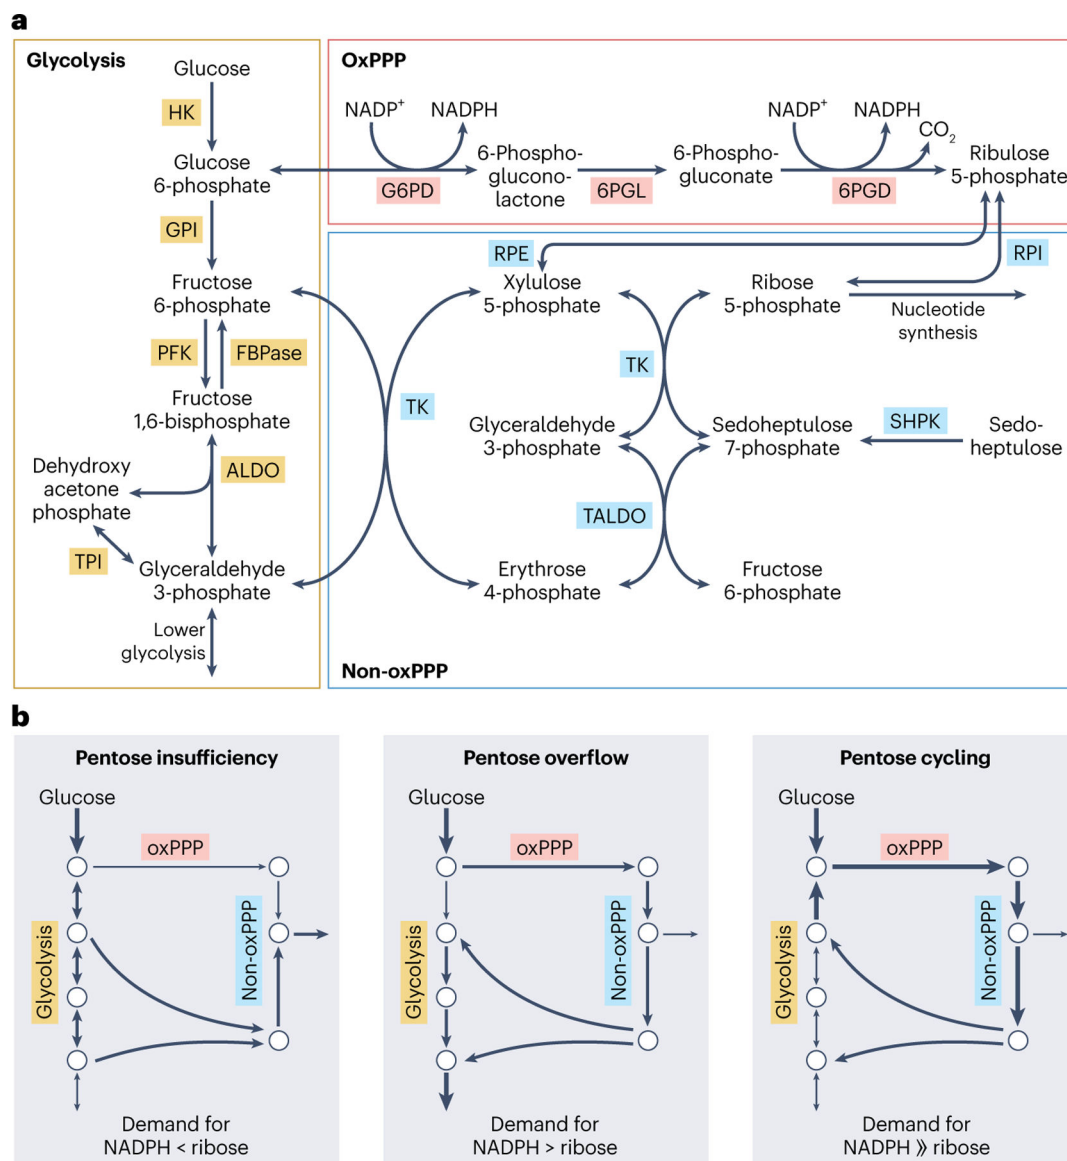 a
Glycolysis
Glucose
HK
Glucose
6-phosphate
GPI
Fructose
6-phosphate
PFK
FBPase
Fructose
1,6-bisphosphate
ALDO
Dehydroxy
acetone
phosphate
TPI
Glyceraldehyde
3-phosphate
Lower
glycolysis
OxPPP
NADP⁺
NADPH
G6PD
6-Phospho-
glucono-
lactone
6PGL
6-Phospho-
gluconate
NADP⁺
NADPH
CO₂
6PGD
Ribulose
5-phosphate
RPE
RPI
Xylulose
5-phosphate
Ribose
5-phosphate
Nucleotide
synthesis
TK
TK
Glyceraldehyde
3-phosphate
Sedoheptulose
7-phosphate
SHPK
Sedo-
heptulose
TALDO
Erythrose
4-phosphate
Fructose
6-phosphate
Non-oxPPP
b
Pentose insufficiency
Glucose
oxPPP
Glycolysis
Non-oxPPP
Demand for
NADPH < ribose
Pentose overflow
Glucose
oxPPP
Glycolysis
Non-oxPPP
Demand for
NADPH > ribose
Pentose cycling
Glucose
oxPPP
Glycolysis
Non-oxPPP
Demand for
NADPH ⟫ ribose